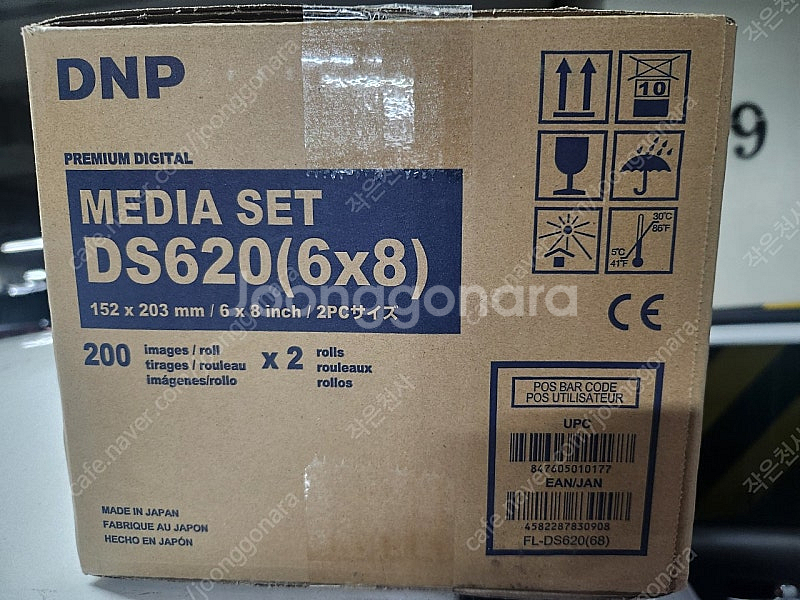 DNP
PREMIUM DIGITAL
MEDIA SET
DS620(6x8)
152 x 203 mm / 6 x 8 inch / 2PCサイズ
200 images / roll x 2 rolls
tirages / rouleau rouleaux
imágenes/rollo rollos
10
30°C
86°F
5°C
41°F
CE
POS BAR CODE
POS UTILISATEUR
UPC
847605010177
EAN/JAN
4582287830908
FL-DS620(68)
MADE IN JAPAN
FABRIQUE AU JAPON
HECHO EN JAPÓN
9
Joonggonara
cafe.naver.com/joonggonara
작은천사